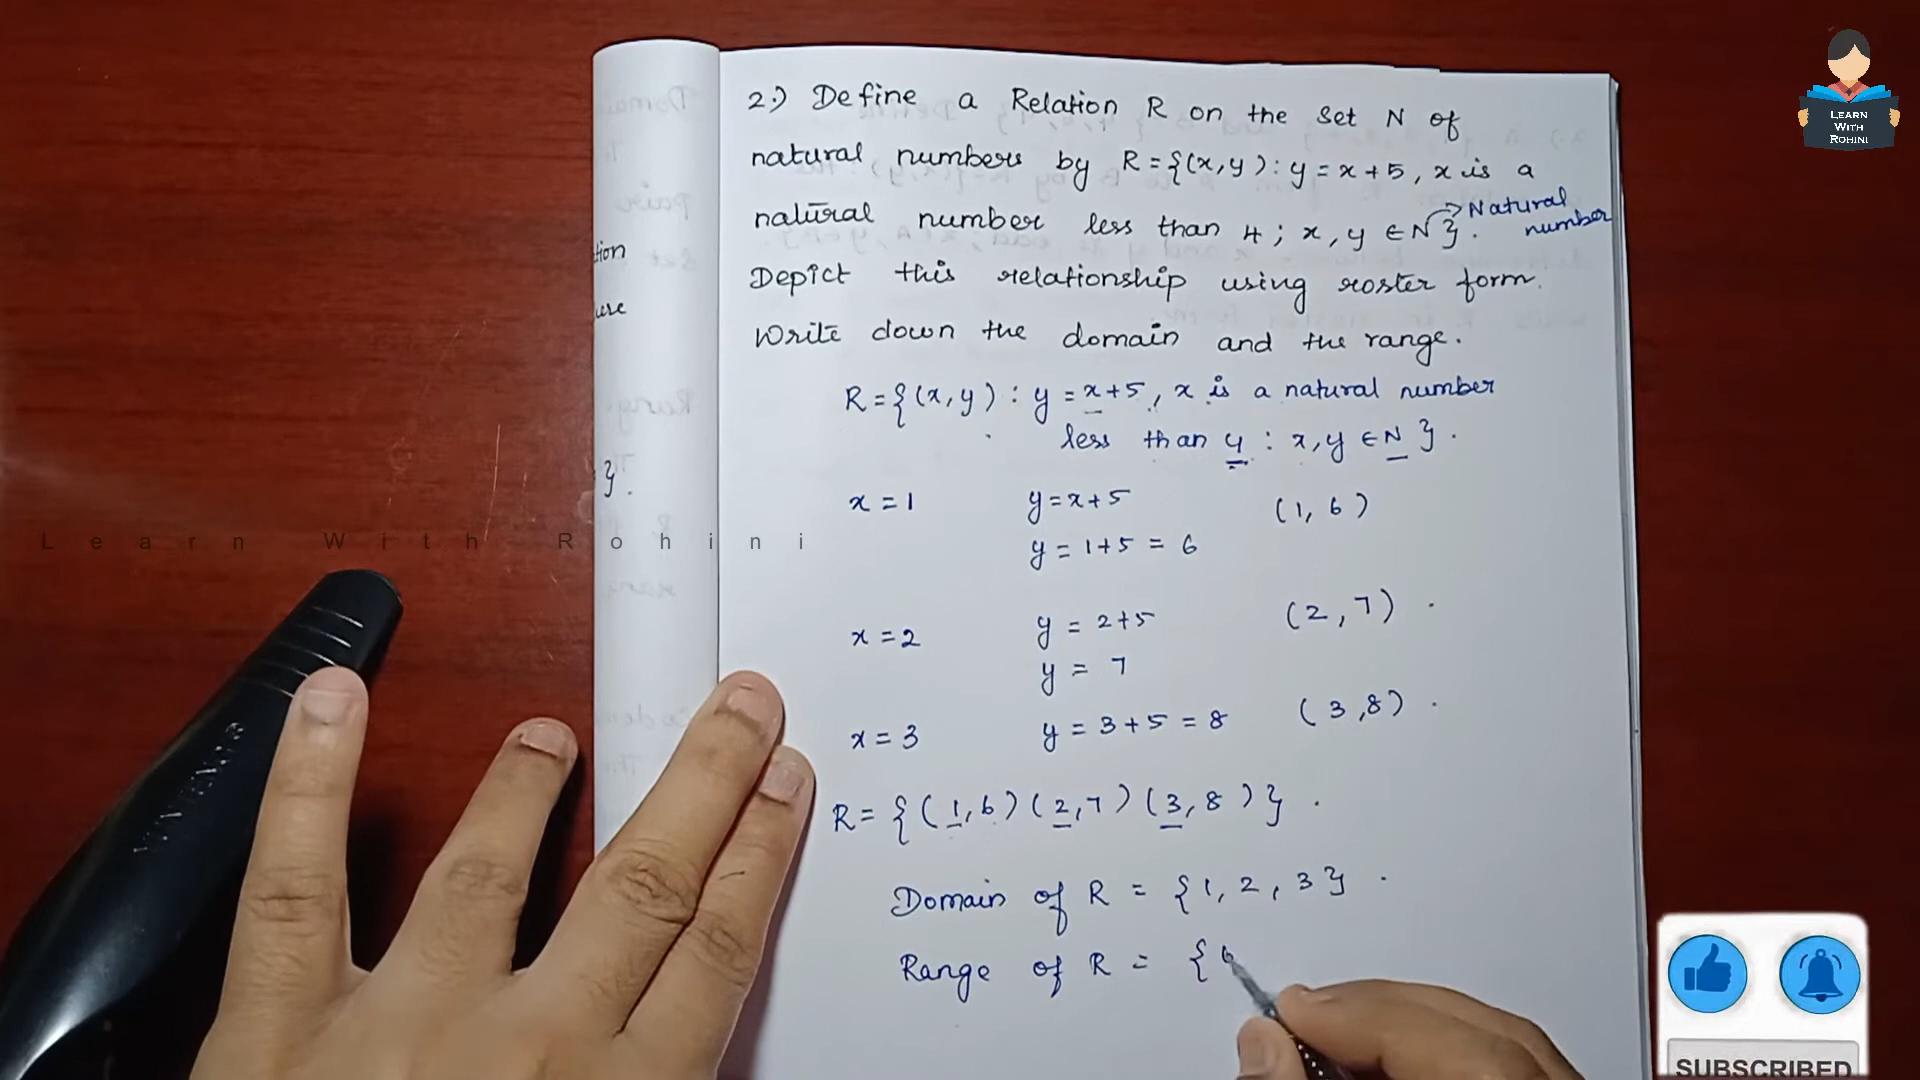 2.) Define a Relation R on the set N of
natural numbers by R={(x,y): y=x+5, x is a
natural number less than 4; x, y ∈ N}.
Natural
number
Depict this relationship using roster form.
Write down the domain and the range.
R={(x,y): y=x+5, x is a natural number
less than 4 : x,y ∈ N}.
x=1 y=x+5 (1, 6)
y=1+5=6
x=2 y=2+5 (2,7).
y=7
x=3 y=3+5=8 (3,8).
R={(1,6)(2,7)(3,8)}.
Domain of R = {1, 2, 3}.
Range of R = {6
tion
}.
Learn With Rohini
LEARN
WITH
ROHINI
SUBSCRIBED